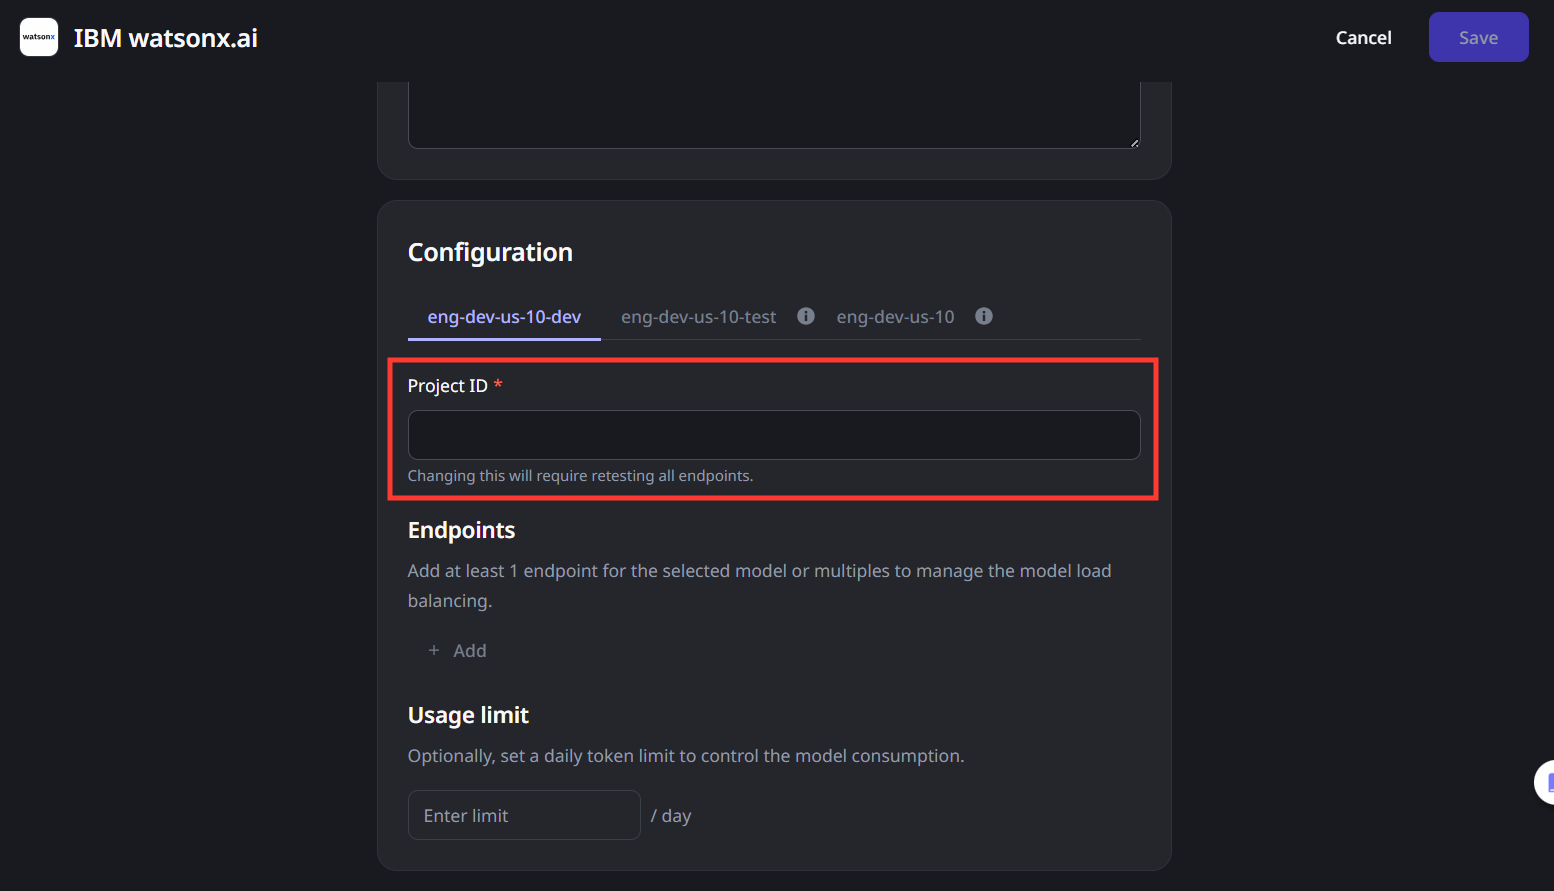 watsonx
IBM watsonx.ai
Cancel
Save
Configuration
eng-dev-us-10-dev
eng-dev-us-10-test
eng-dev-us-10
Project ID *
Changing this will require retesting all endpoints.
Endpoints
Add at least 1 endpoint for the selected model or multiples to manage the model load
balancing.
+ Add
Usage limit
Optionally, set a daily token limit to control the model consumption.
Enter limit / day